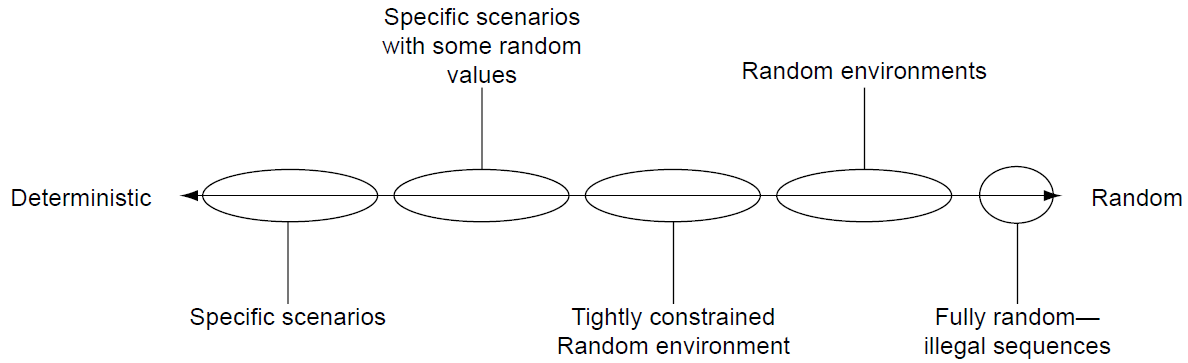 Specific scenarios
with some random
values
Random environments
Deterministic
Random
Specific scenarios
Tightly constrained
Random environment
Fully random—
illegal sequences